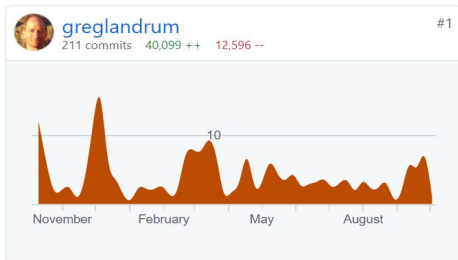 greglandrum
#1
211 commits 40,099 ++ 12,596 --
10
November February May August